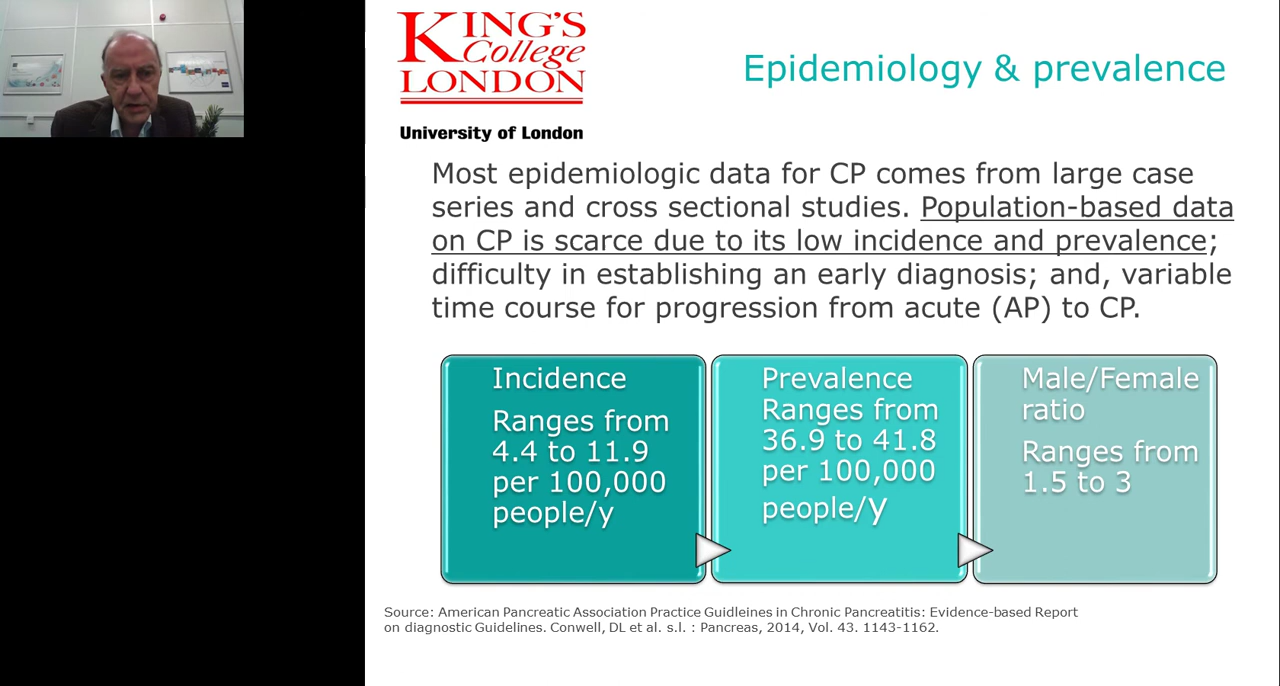 KING'S
College
LONDON
University of London
Epidemiology & prevalence
Most epidemiologic data for CP comes from large case
series and cross sectional studies. Population-based data
on CP is scarce due to its low incidence and prevalence;
difficulty in establishing an early diagnosis; and, variable
time course for progression from acute (AP) to CP.
Incidence
Ranges from
4.4 to 11.9
per 100,000
people/y
Prevalence
Ranges from
36.9 to 41.8
per 100,000
people/y
Male/Female
ratio
Ranges from
1.5 to 3
Source: American Pancreatic Association Practice Guidleines in Chronic Pancreatitis: Evidence-based Report
on diagnostic Guidelines. Conwell, DL et al. s.l. : Pancreas, 2014, Vol. 43. 1143-1162.